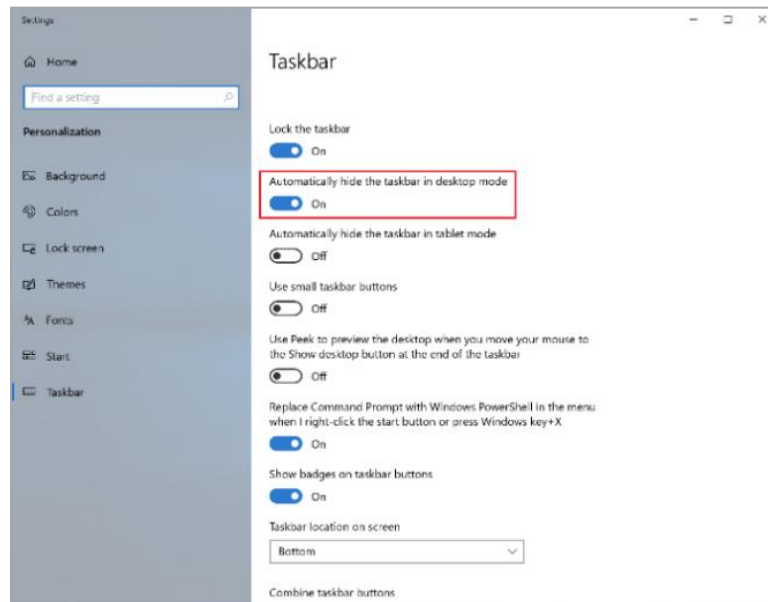 Settings
Home
Find a setting
Personalization
Background
Colors
Lock screen
Themes
Fonts
Start
Taskbar
Taskbar
Lock the taskbar
On
Automatically hide the taskbar in desktop mode
On
Automatically hide the taskbar in tablet mode
Off
Use small taskbar buttons
Off
Use Peek to preview the desktop when you move your mouse to
the Show desktop button at the end of the taskbar
Off
Replace Command Prompt with Windows PowerShell in the menu
when I right-click the start button or press Windows key+X
On
Show badges on taskbar buttons
On
Taskbar location on screen
Bottom
Combine taskbar buttons